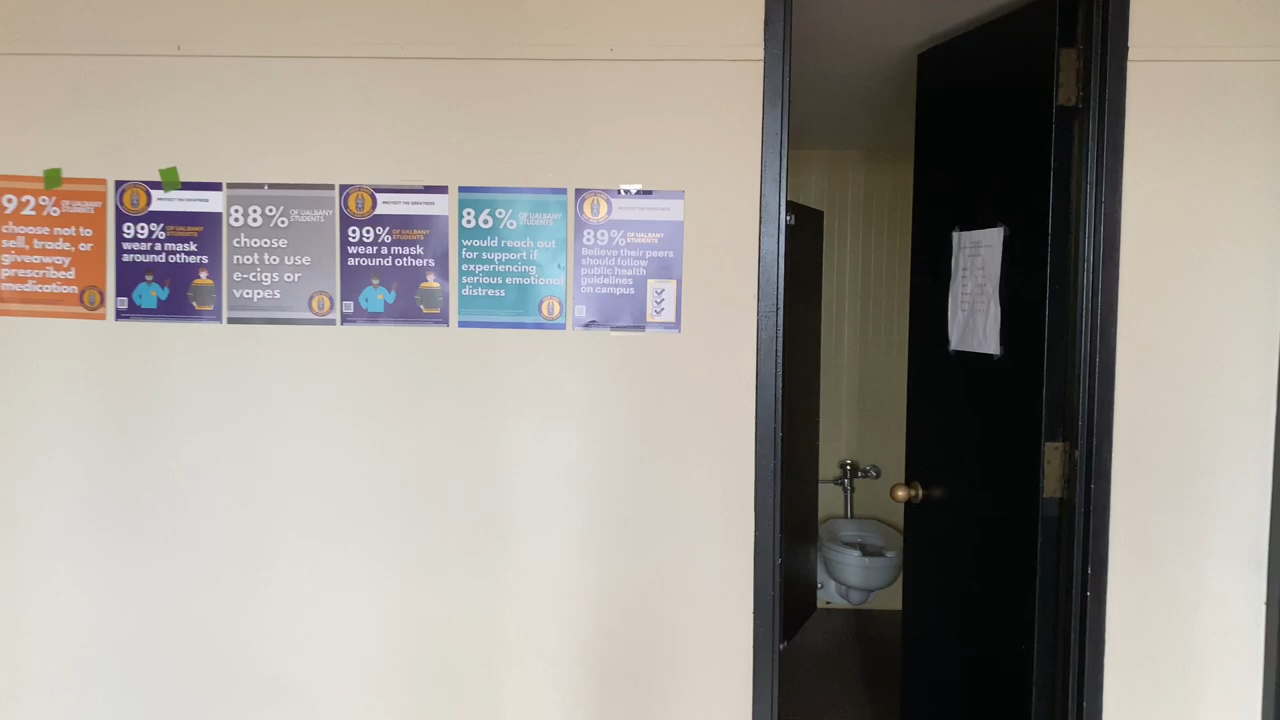 92% OF UALBANY
STUDENTS
choose not to
sell, trade, or
giveaway
prescribed
medication
PROTECT THE GREATNESS
99% OF UALBANY
STUDENTS
wear a mask
around others
88% OF UALBANY
STUDENTS
choose
not to use
e-cigs or
vapes
PROTECT THE GREATNESS
99% OF UALBANY
STUDENTS
wear a mask
around others
86% OF UALBANY
STUDENTS
would reach out
for support if
experiencing
serious emotional
distress
PROTECT THE GREATNESS
89% OF UALBANY
STUDENTS
Believe their peers
should follow
public health
guidelines
on campus